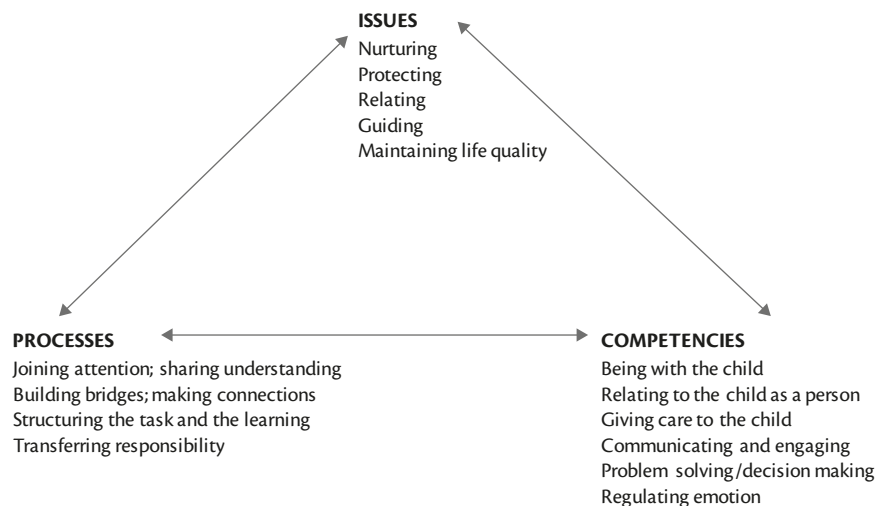 ISSUES
Nurturing
Protecting
Relating
Guiding
Maintaining life quality
PROCESSES
Joining attention; sharing understanding
Building bridges; making connections
Structuring the task and the learning
Transferring responsibility
COMPETENCIES
Being with the child
Relating to the child as a person
Giving care to the child
Communicating and engaging
Problem solving/decision making
Regulating emotion